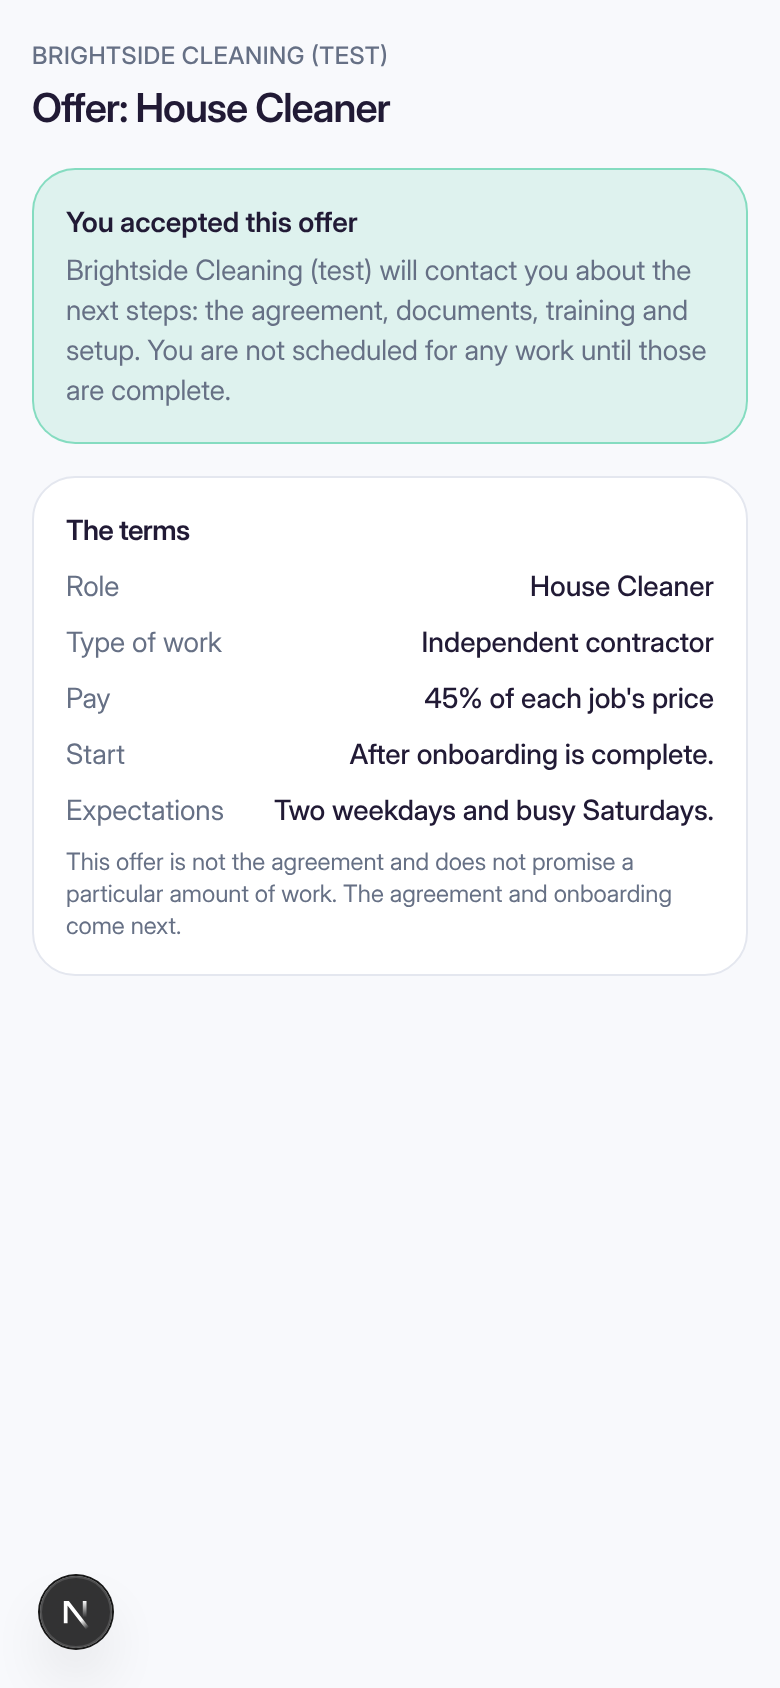 BRIGHTSIDE CLEANING (TEST)
Offer: House Cleaner
You accepted this offer
Brightside Cleaning (test) will contact you about the
next steps: the agreement, documents, training and
setup. You are not scheduled for any work until those
are complete.
The terms
Role House Cleaner
Type of work Independent contractor
Pay 45% of each job's price
Start After onboarding is complete.
Expectations Two weekdays and busy Saturdays.
This offer is not the agreement and does not promise a
particular amount of work. The agreement and onboarding
come next.
N